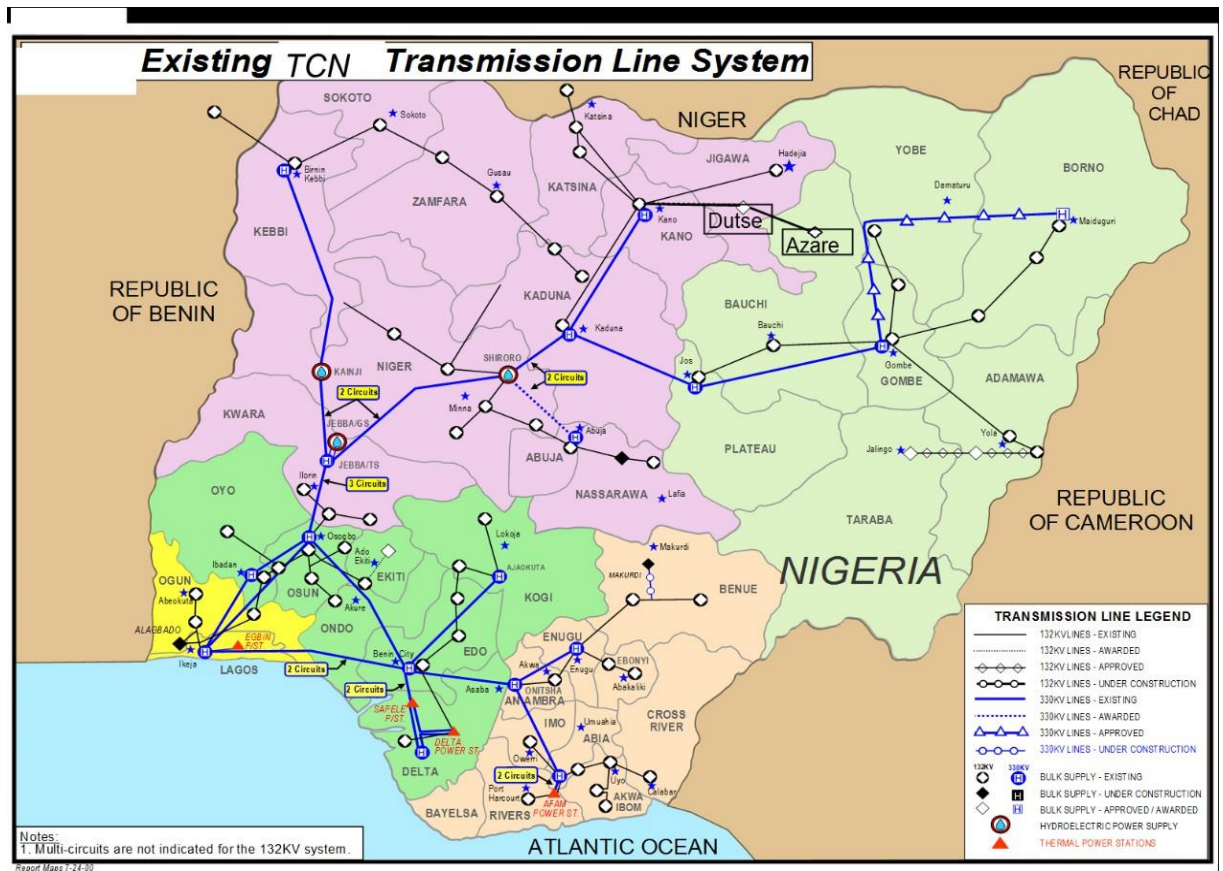 Existing TCN Transmission Line System
REPUBLIC
OF
CHAD
NIGER
SOKOTO
Sokoto
Katsina
JIGAWA
Hadejia
YOBE
BORNO
Birnin
Kebbi
Gusau
KATSINA
Damaturu
ZAMFARA
Kano
Maiduguri
KEBBI
KANO
Dutse
Azare
REPUBLIC
OF BENIN
KADUNA
BAUCHI
Bauchi
Kaduna
SHIRORO
Jos
Gombe
KAINJI
NIGER
GOMBE
ADAMAWA
2 Circuits
2 Circuits
Minna
KWARA
JEBBA/GS
Abuja
PLATEAU
Yola
Jalingo
JEBBA/TS
ABUJA
Ilorin
3 Circuits
NASSARAWA
Lafia
REPUBLIC
OF CAMEROON
OYO
TARABA
Osogbo
Lokoja
Makurdi
NIGERIA
Ado
Ekiti
Ibadan
EKITI
AJAOKUTA
MAKURDI
BENUE
OGUN
Abeokuta
OSUN
Akure
KOGI
ONDO
ALAGBADO
EGBIN
P/ST.
ENUGU
EDO
Ikeja
LAGOS
2 Circuits
Benin City
Akwa
Enugu
EBONYI
Asaba
ONITSHA
Abakaliki
2 Circuits
ANAMBRA
SAPELE
P/ST.
IMO
Umuahia
CROSS
RIVER
DELTA
POWER ST.
ABIA
Owerri
DELTA
2 Circuits
Port
Harcourt
Uyo
Calabar
AKWA
IBOM
BAYELSA
RIVERS
AFAM
POWER ST.
ATLANTIC OCEAN
TRANSMISSION LINE LEGEND
132KV LINES - EXISTING
132KV LINES - AWARDED
132KV LINES - APPROVED
132KV LINES - UNDER CONSTRUCTION
330KV LINES - EXISTING
330KV LINES - AWARDED
330KV LINES - APPROVED
330KV LINES - UNDER CONSTRUCTION
132KV 330KV
BULK SUPPLY - EXISTING
BULK SUPPLY - UNDER CONSTRUCTION
BULK SUPPLY - APPROVED / AWARDED
HYDROELECTRIC POWER SUPPLY
THERMAL POWER STATIONS
Notes:
1. Multi-circuits are not indicated for the 132KV system.
Report Maps 7-24-00